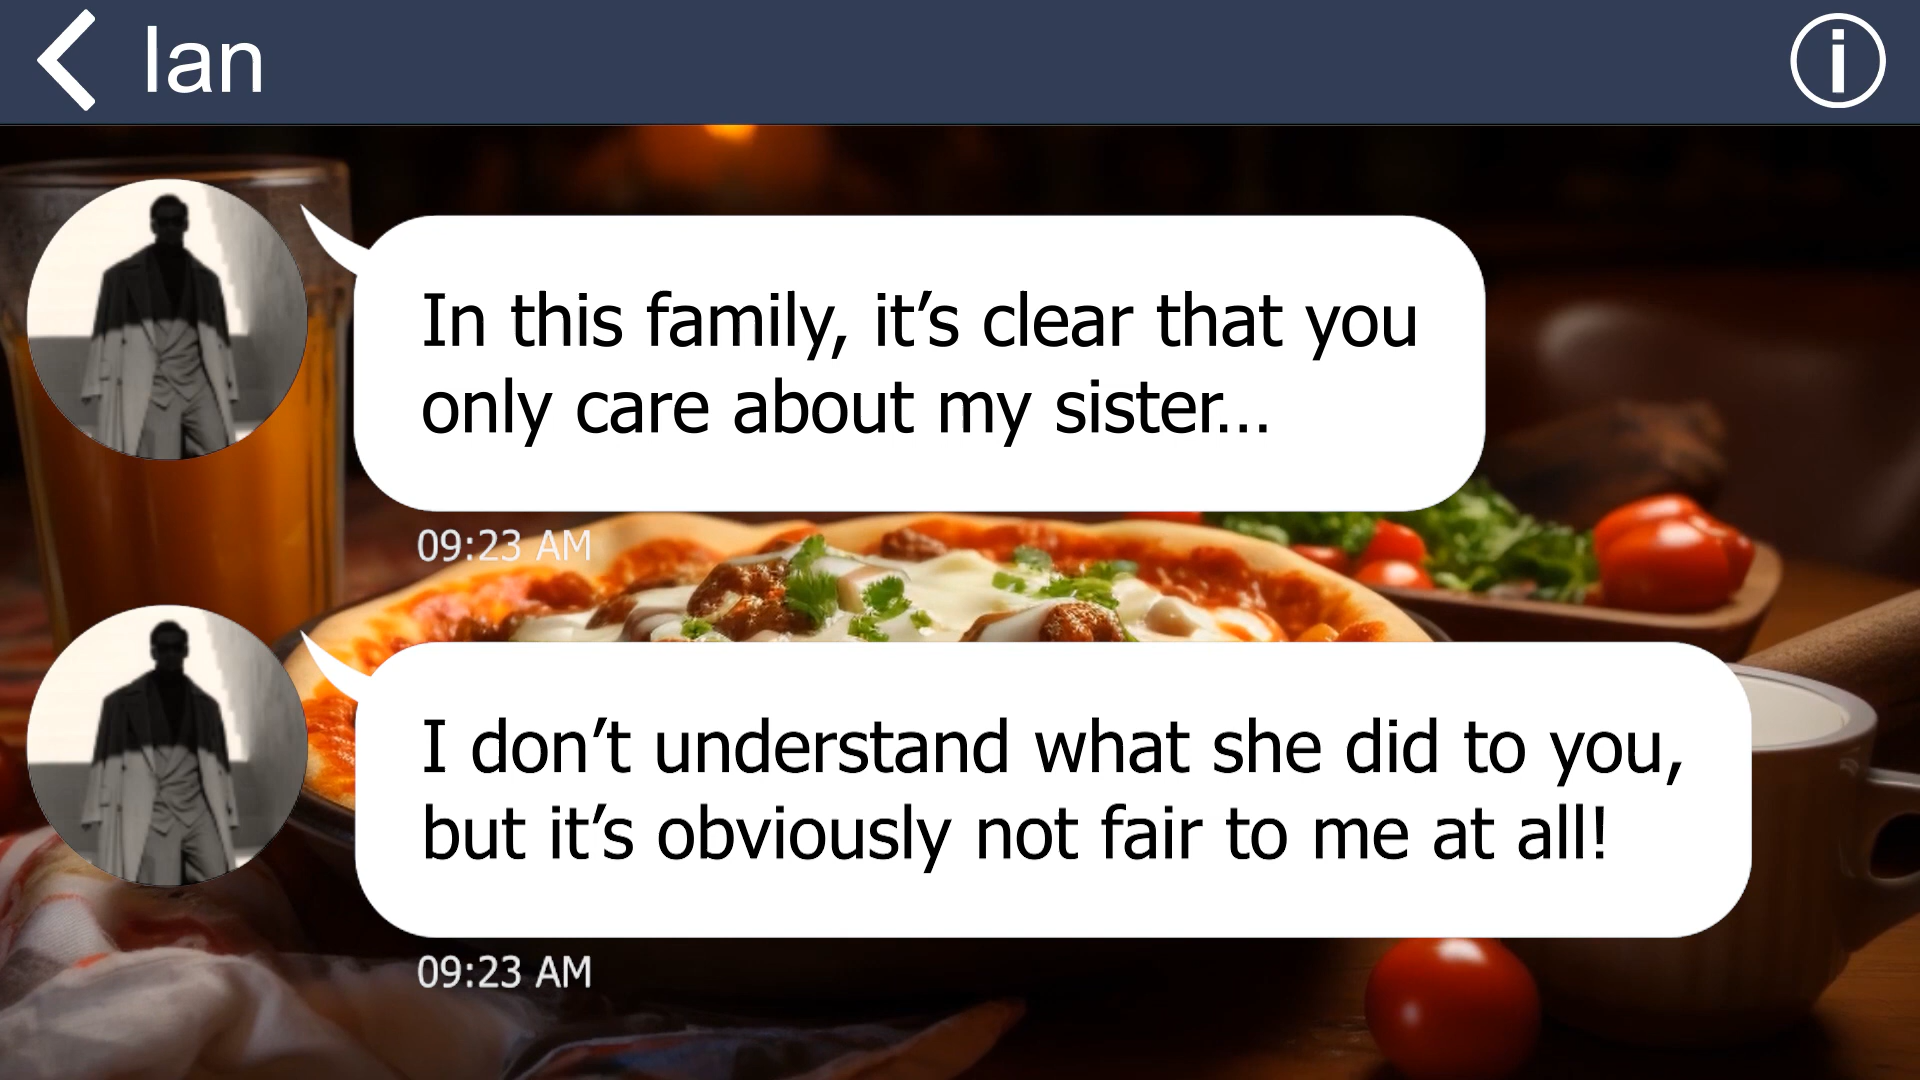 Ian
In this family, it’s clear that you
only care about my sister...
09:23 AM
I don’t understand what she did to you,
but it’s obviously not fair to me at all!
09:23 AM